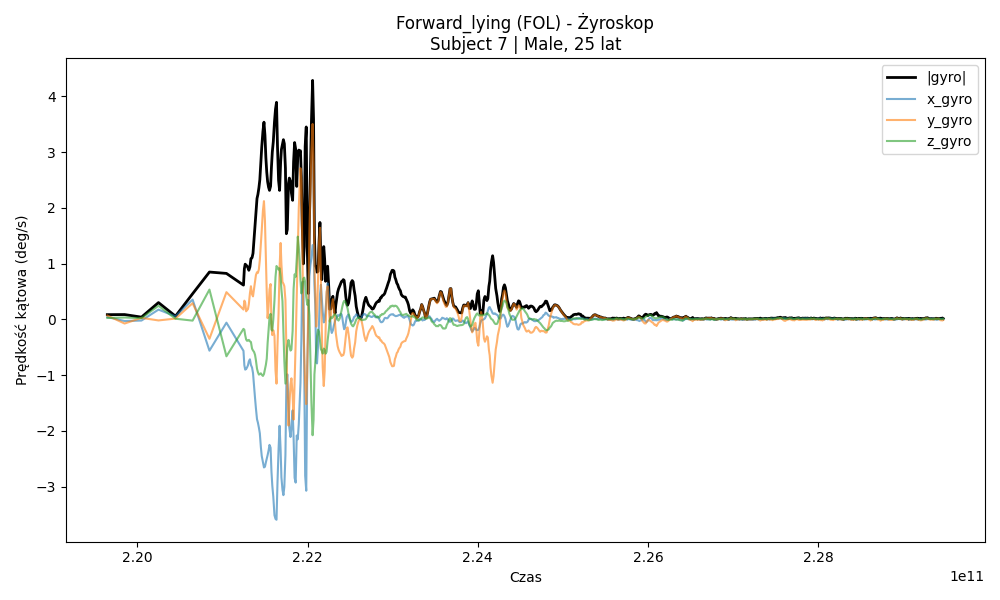 Forward_lying (FOL) - Żyroskop
Subject 7 | Male, 25 lat
|gyro|
x_gyro
y_gyro
z_gyro
Prędkość kątowa (deg/s)
4
3
2
1
0
−1
−2
−3
2.20
2.22
2.24
2.26
2.28
1e11
Czas